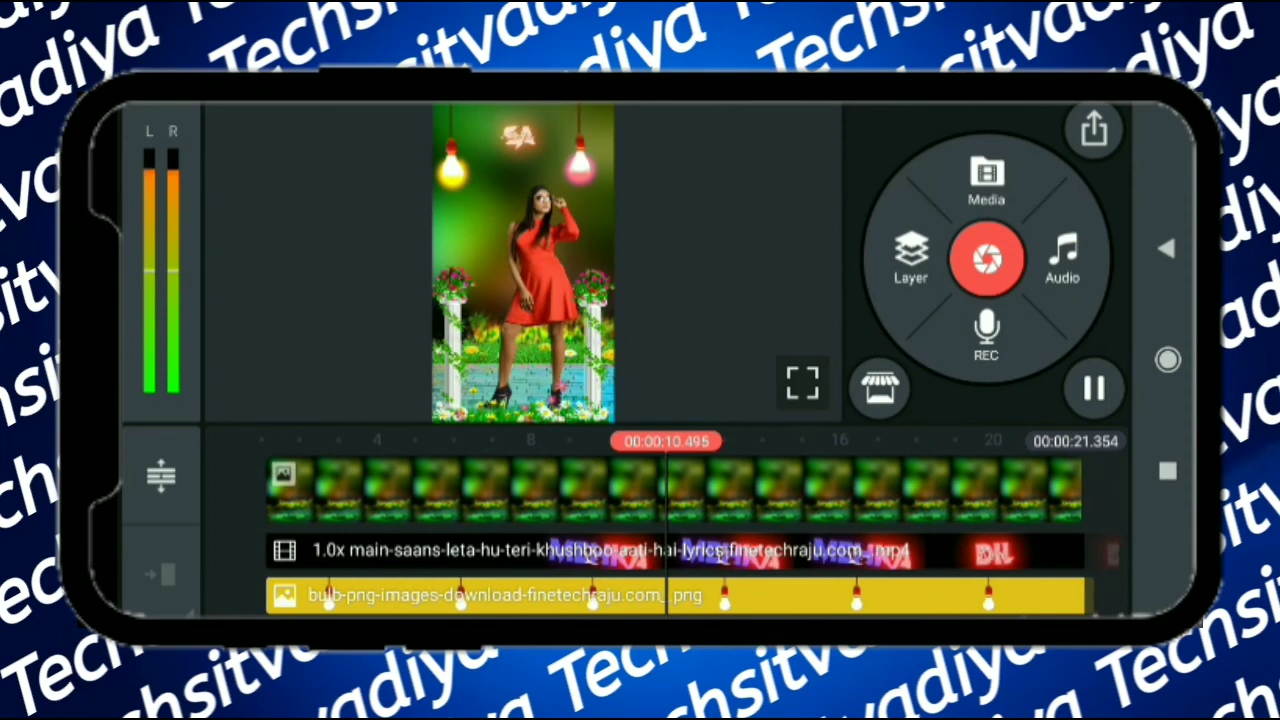 Techsitvadiya
L R
SA
Media
Layer
Audio
REC
4 8 00:00:10.495 16 20 00:00:21.354
1.0x main-saans-leta-hu-teri-khushboo-aati-hai-lyrics-finetechraju.com_.mp4
DIL
bulb-png-images-download-finetechraju.com_.png